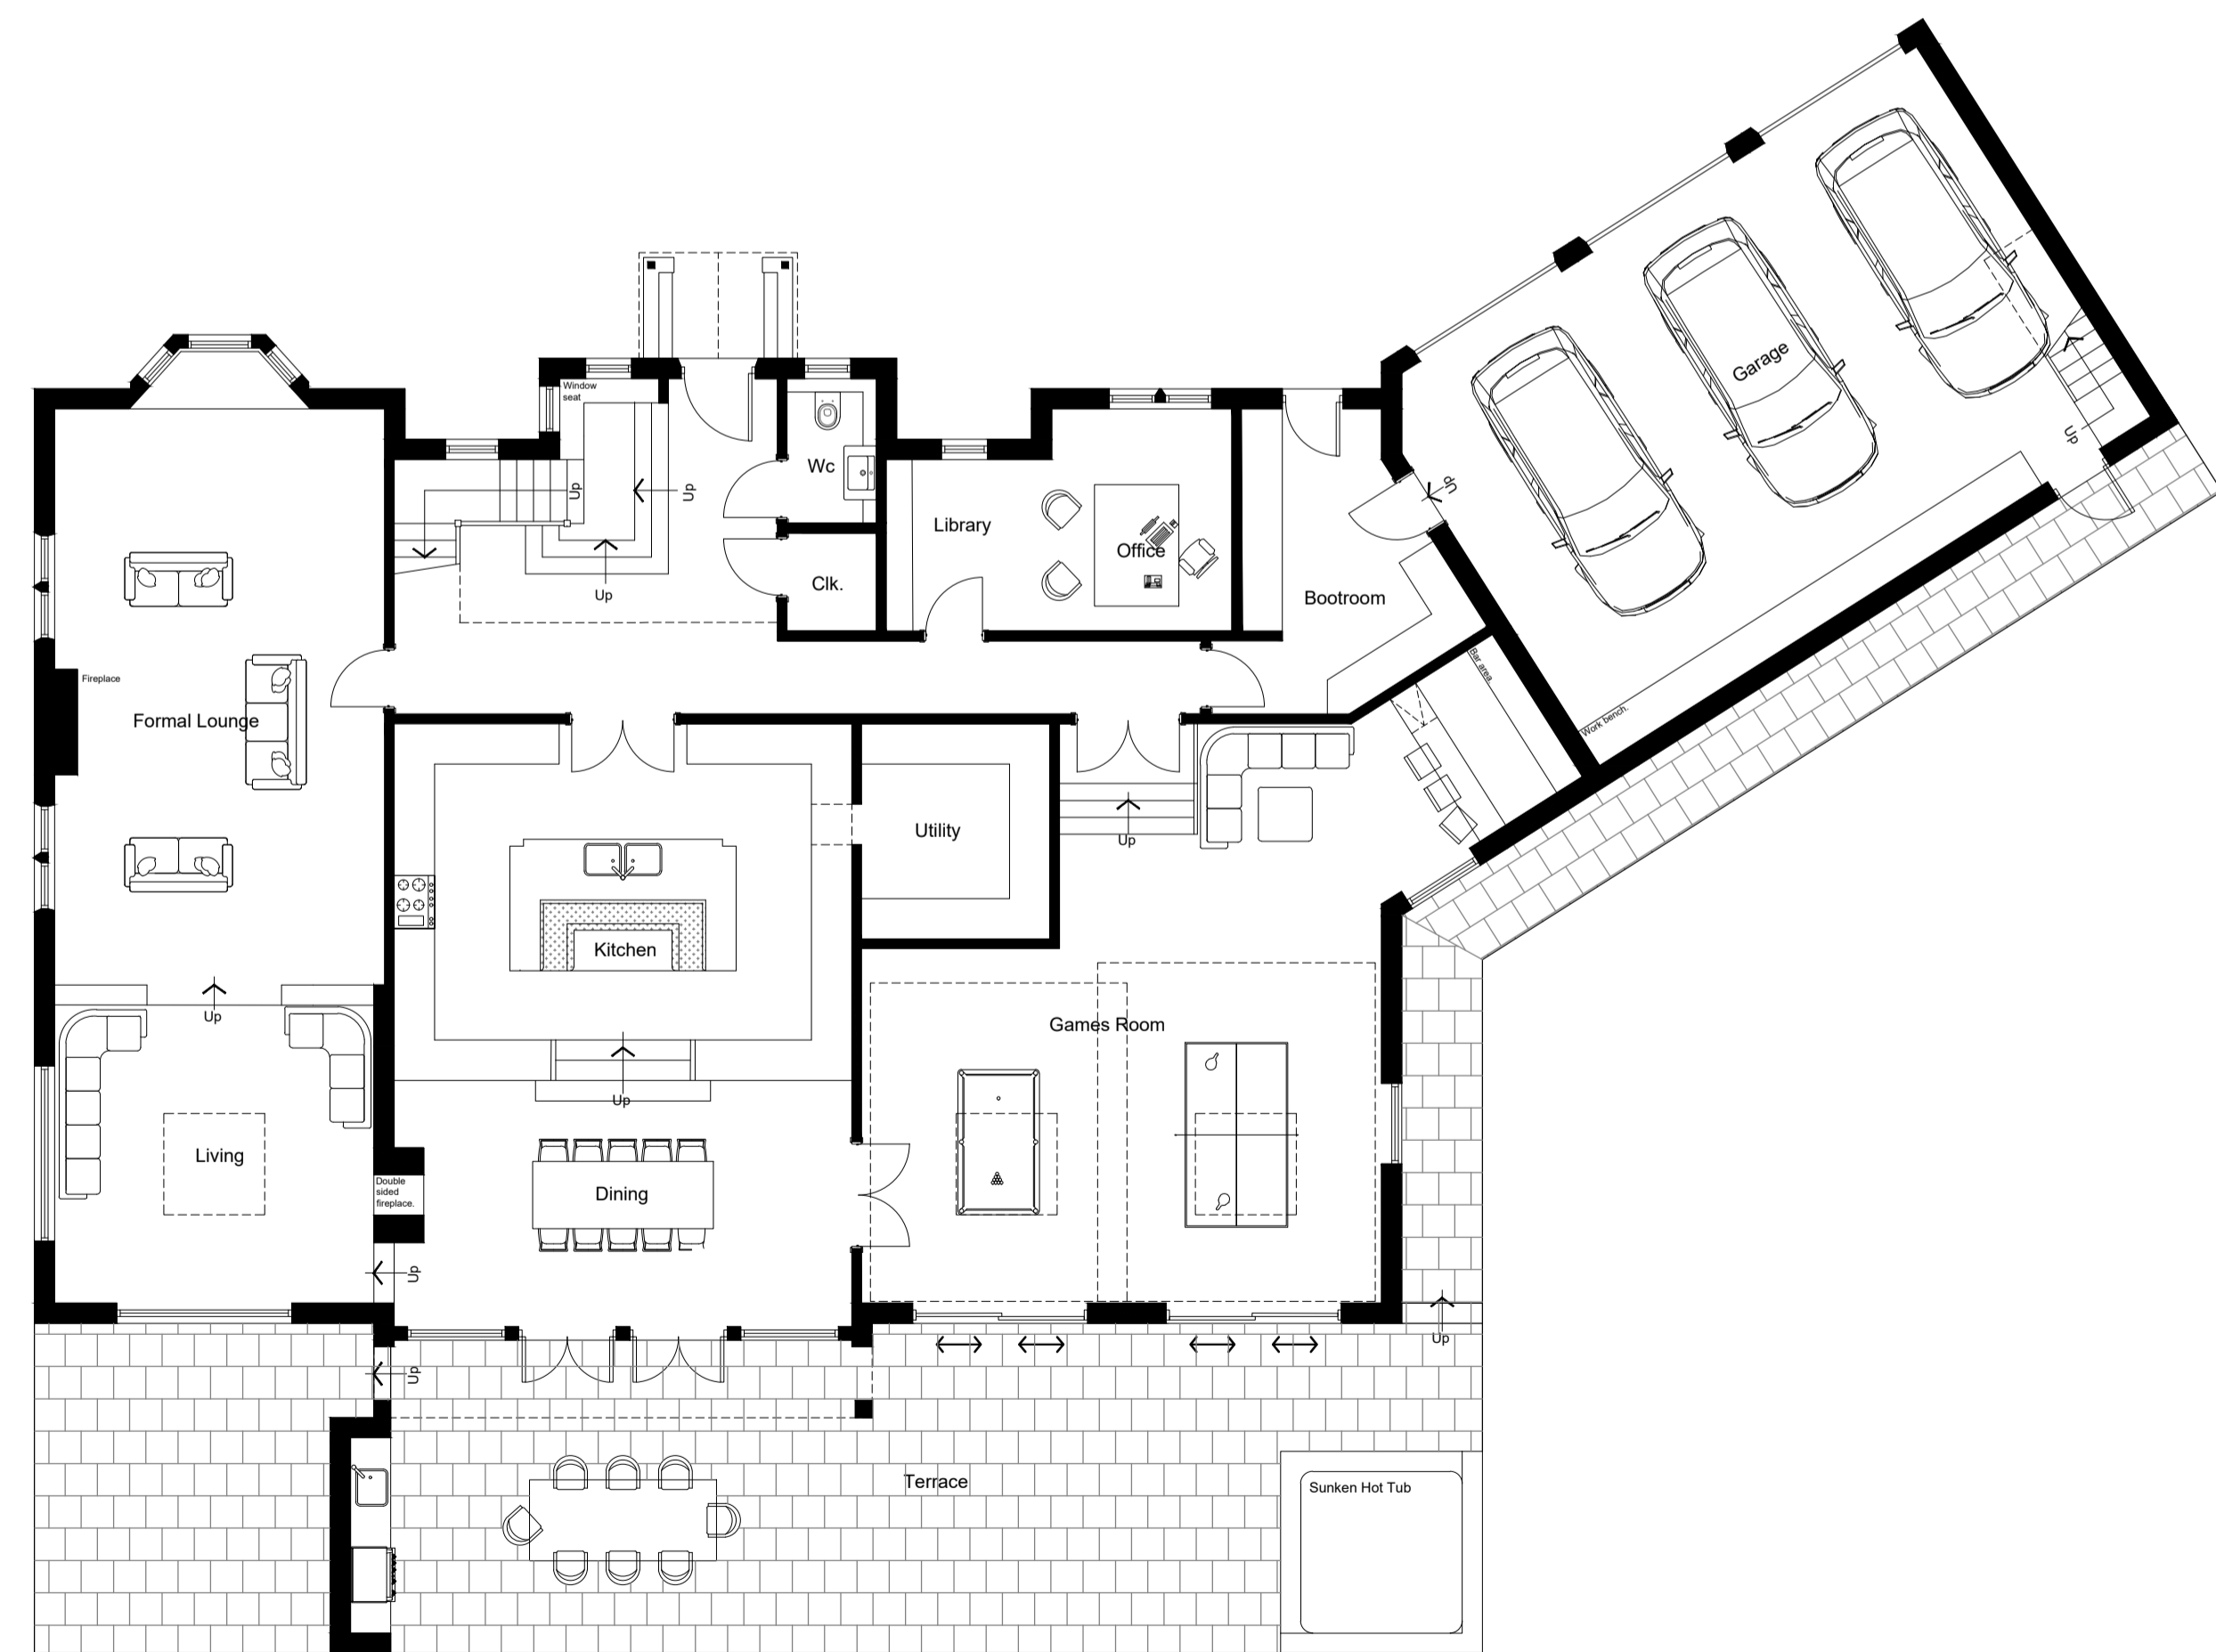 Garage
Window
seat
Up
Up
Up
Up
Up
Wc
Library
Office
Clk.
Up
Bootroom
Bar area.
Fireplace
Formal Lounge
Work bench.
Utility
Up
Kitchen
Up
Games Room
Up
Living
Double
sided
fireplace.
Dining
Up
Up
Up
Terrace
Sunken Hot Tub